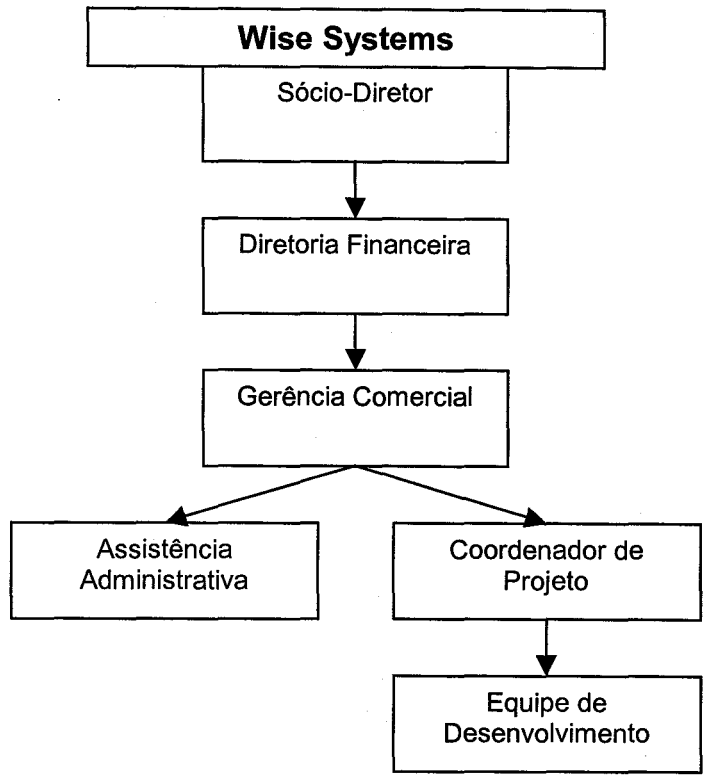 Wise Systems
Sócio-Diretor
Diretoria Financeira
Gerência Comercial
Assistência
Administrativa
Coordenador de
Projeto
Equipe de
Desenvolvimento